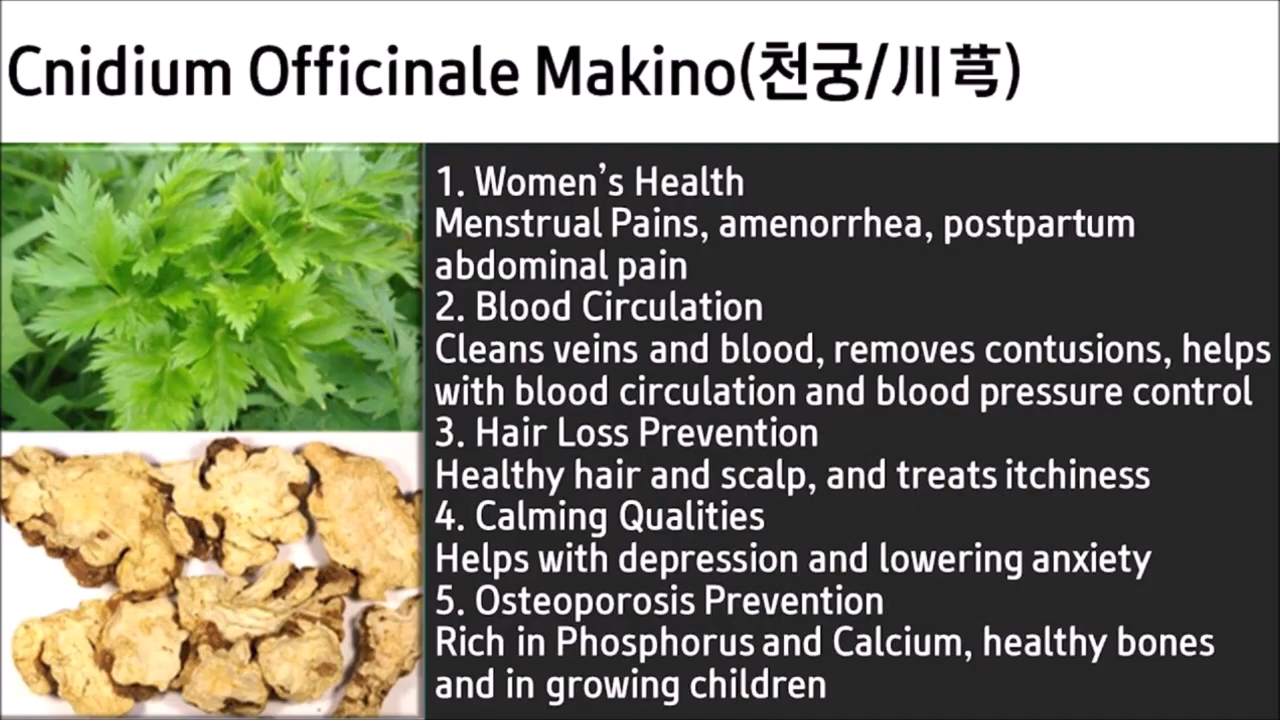 Cnidium Officinale Makino(천궁/川芎)
1. Women’s Health
Menstrual Pains, amenorrhea, postpartum
abdominal pain
2. Blood Circulation
Cleans veins and blood, removes contusions, helps
with blood circulation and blood pressure control
3. Hair Loss Prevention
Healthy hair and scalp, and treats itchiness
4. Calming Qualities
Helps with depression and lowering anxiety
5. Osteoporosis Prevention
Rich in Phosphorus and Calcium, healthy bones
and in growing children